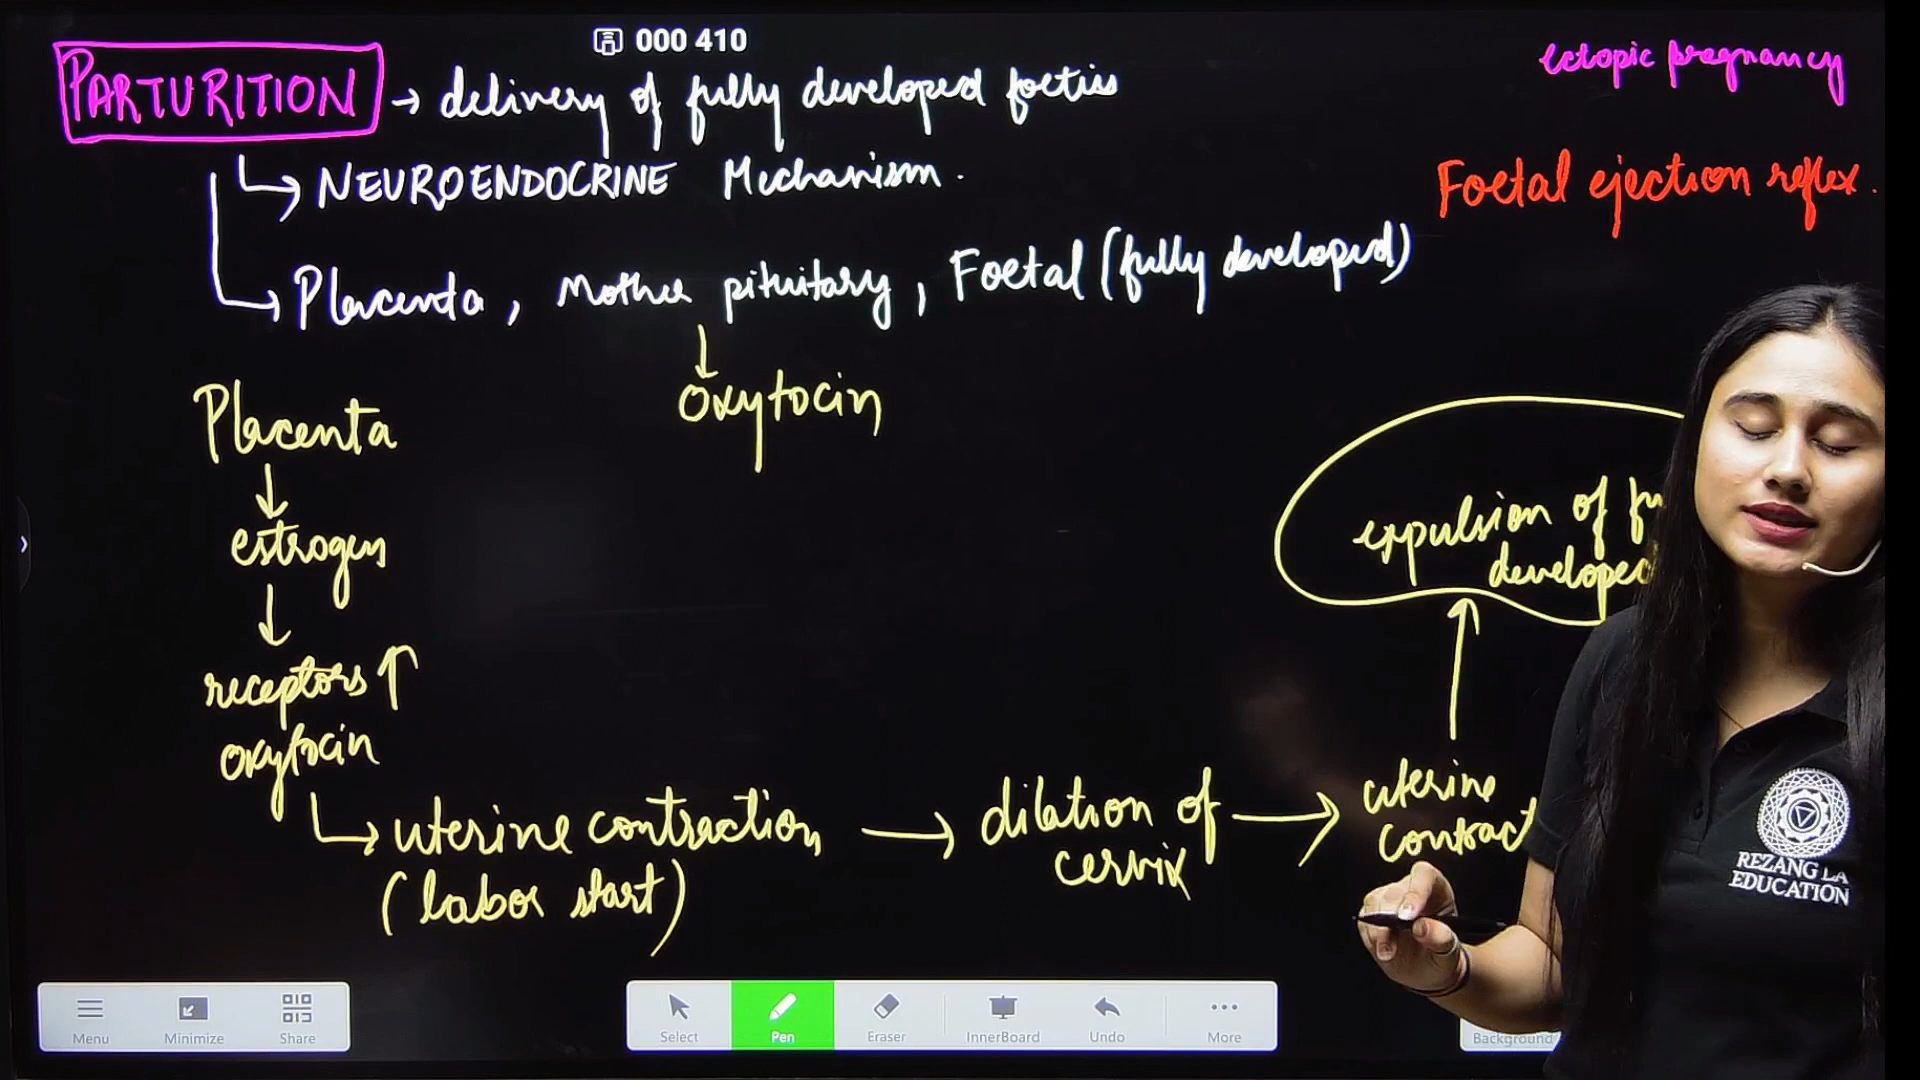 000 410
PARTURITION → delivery of fully developed foetus
ectopic pregnancy
→ NEUROENDOCRINE Mechanism.
Foetal ejection reflex.
→ Placenta, Mother pituitary, Foetal (fully developed)
↓
Oxytocin
Placenta
↓
estrogen
↓
receptors ↑
oxytocin
expulsion of
↑
→ uterine contraction → dilation of cervix → uterine
(labor start)
REZANG LA
EDUCATION
Menu
Minimize
Share
Select
Pen
Eraser
InnerBoard
Undo
More
Background